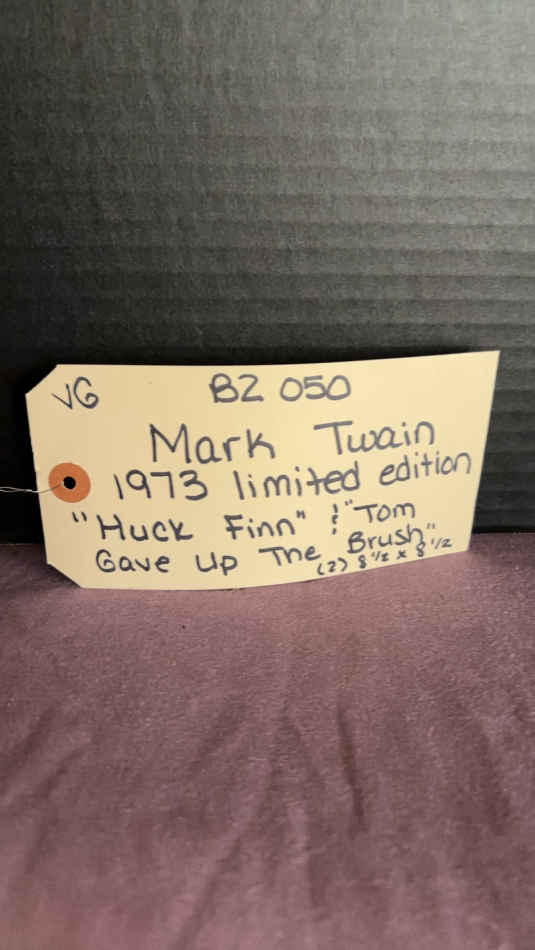 VG BZ 050
Mark Twain
1973 limited edition
"Huck Finn" & "Tom
Gave Up The Brush"
(2) 8 1/2 x 8 1/2